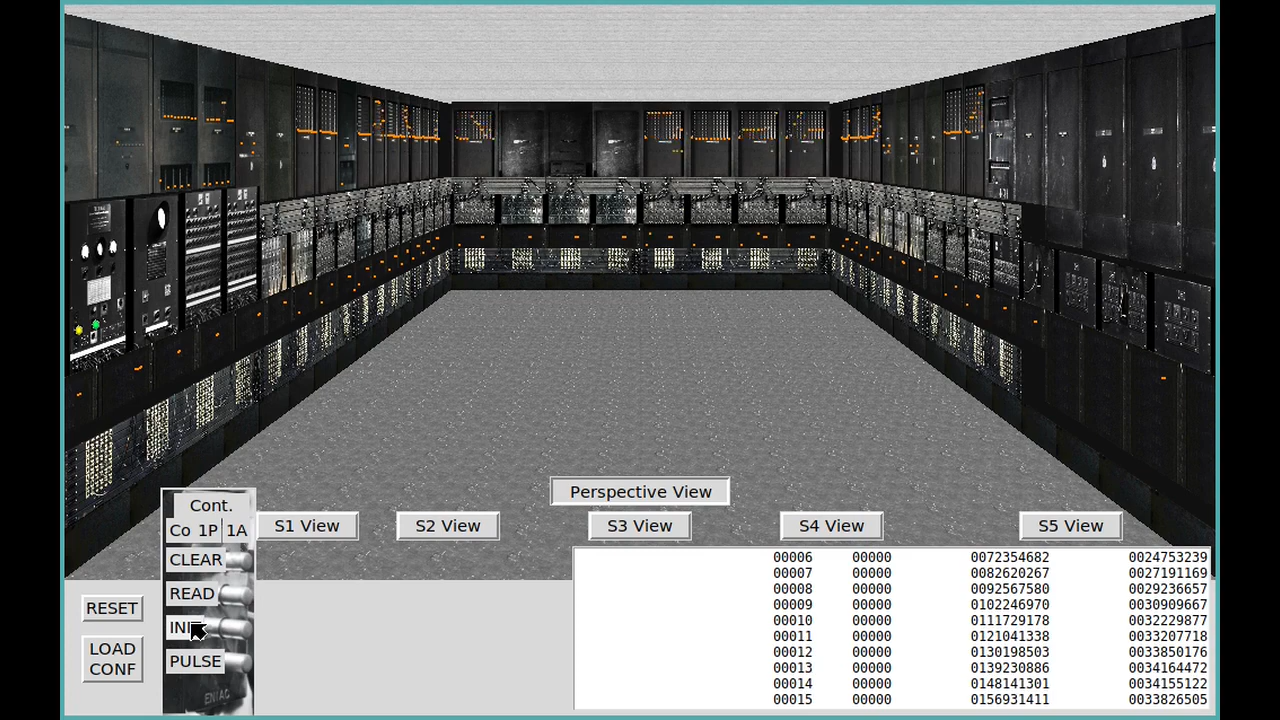 Perspective View
S1 View
S2 View
S3 View
S4 View
S5 View
Cont.
Co 1P 1A
CLEAR
READ
PULSE
ENIAC
RESET
LOAD
CONF
00006 00000 0072354682 0024753239
00007 00000 0082620267 0027191169
00008 00000 0092567580 0029236657
00009 00000 0102246970 0030909667
00010 00000 0111729178 0032229877
00011 00000 0121041338 0033207718
00012 00000 0130198503 0033850176
00013 00000 0139230886 0034164472
00014 00000 0148141301 0034155122
00015 00000 0156931411 0033826505